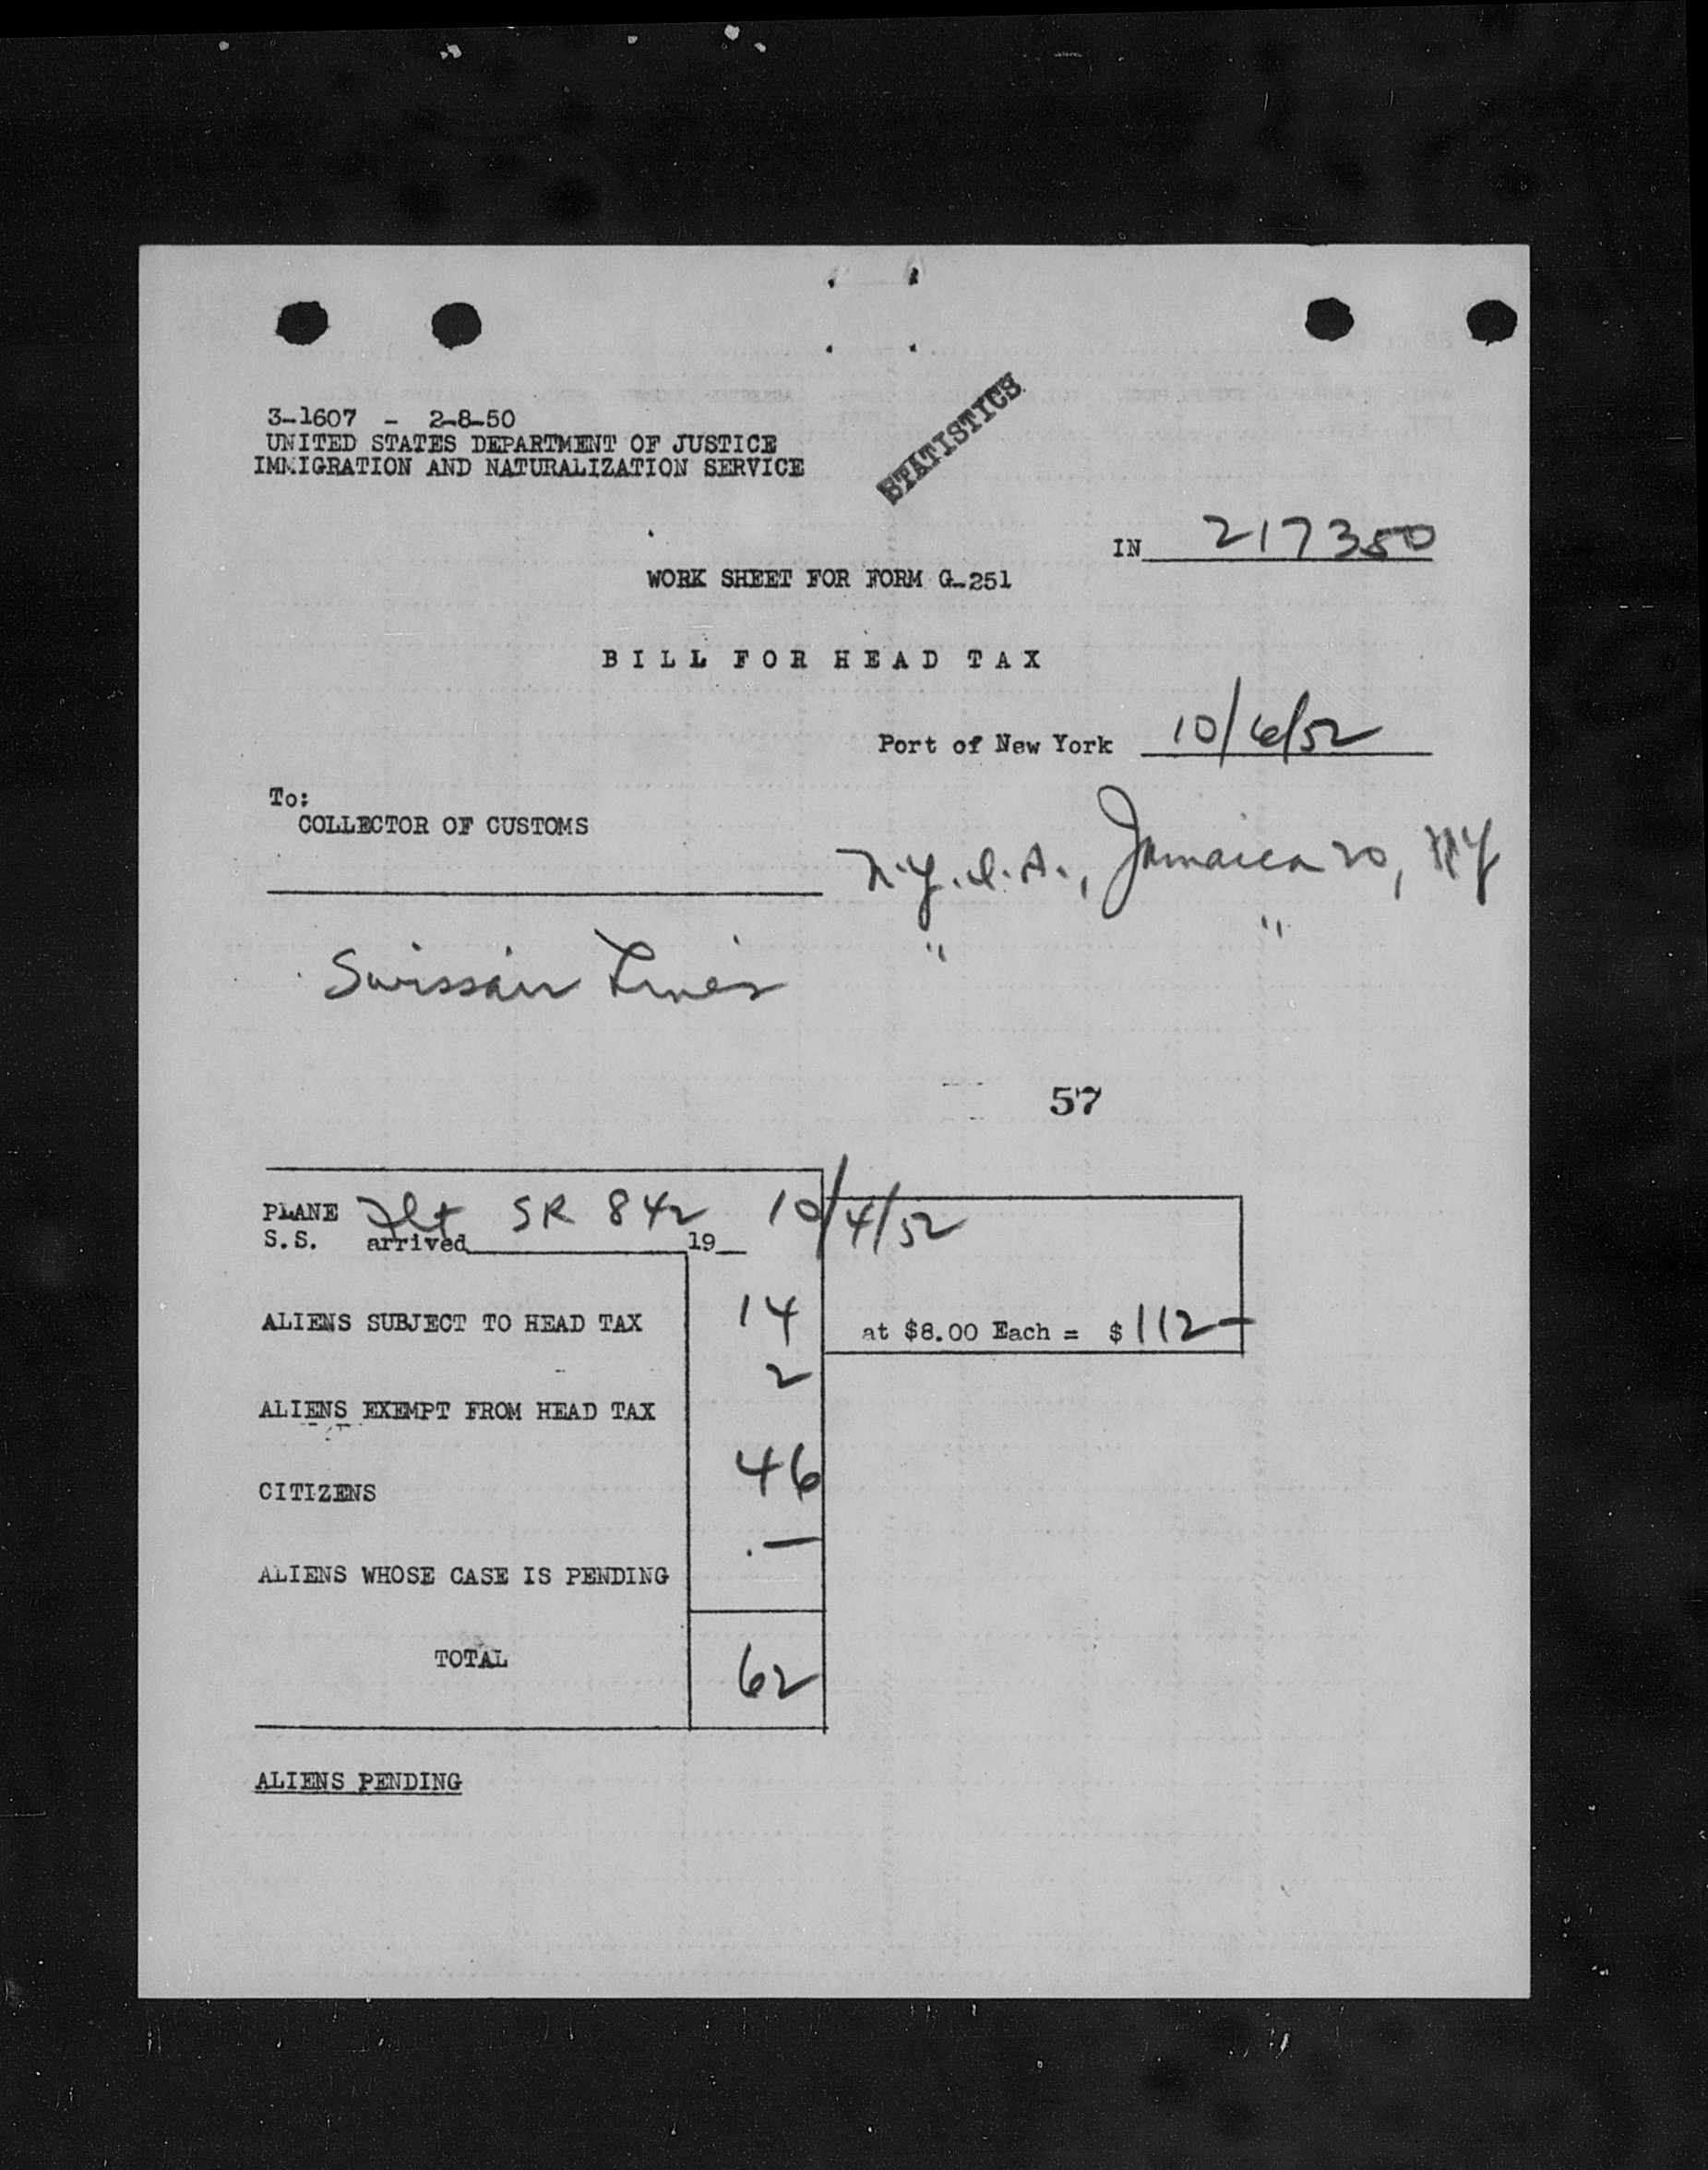 3-1607 - 2-8-50
UNITED STATES DEPARTMENT OF JUSTICE
IMMIGRATION AND NATURALIZATION SERVICE
STATISTICS
IN 217350
WORK SHEET FOR FORM G-251
BILL FOR HEAD TAX
Port of New York 10/6/52
To:
COLLECTOR OF CUSTOMS
N.Y.I.A., Jamaica 20, NY
Swissair Lines " "
57
PLANE Flt SR 842 10/4/52
S.S. arrived 19
ALIENS SUBJECT TO HEAD TAX 14 at $8.00 Each = $112-
ALIENS EXEMPT FROM HEAD TAX 2
CITIZENS 46
ALIENS WHOSE CASE IS PENDING —
TOTAL 62
ALIENS PENDING